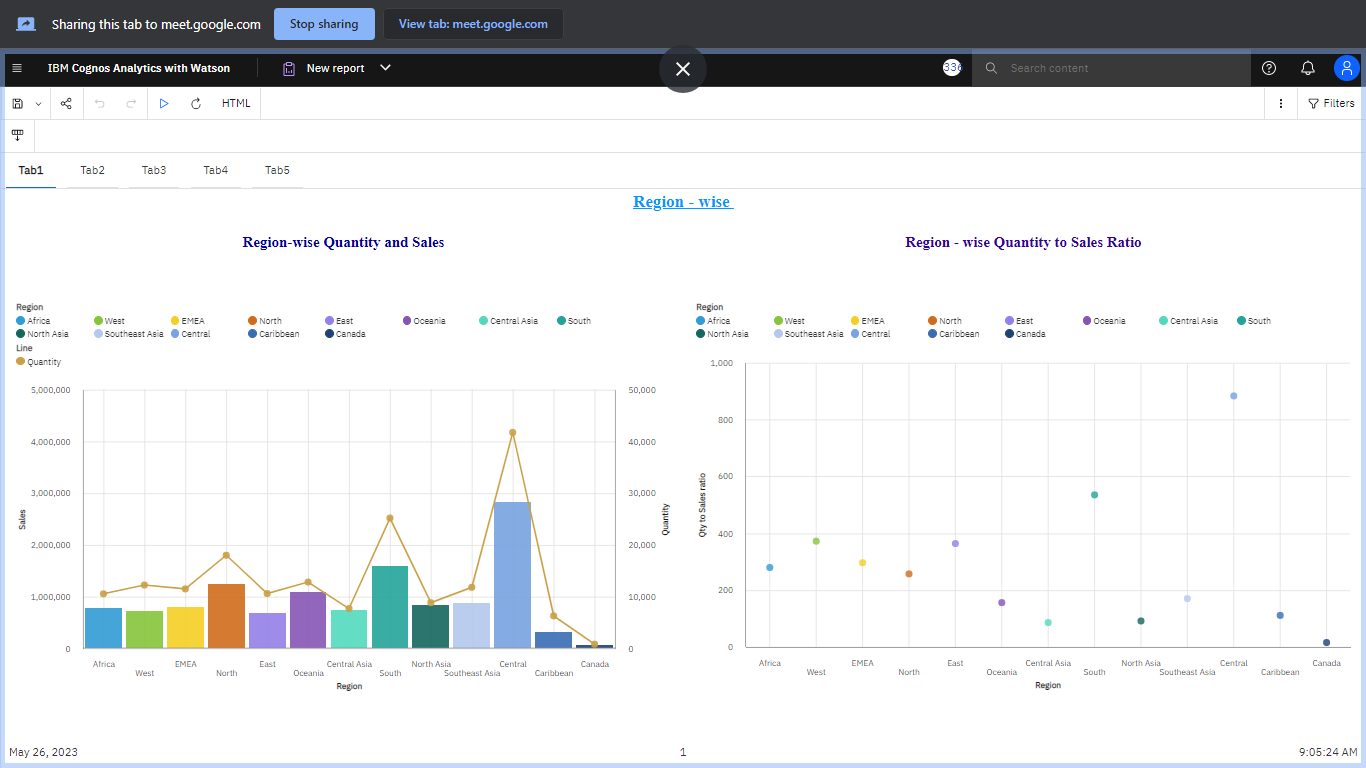 Sharing this tab to meet.google.com Stop sharing View tab: meet.google.com
IBM Cognos Analytics with Watson New report 336 Search content
HTML Filters
Tab1 Tab2 Tab3 Tab4 Tab5
Region - wise
Region-wise Quantity and Sales
Region
Africa West EMEA North East Oceania Central Asia South
North Asia Southeast Asia Central Caribbean Canada
Line
Quantity
5,000,000
4,000,000
3,000,000
2,000,000
1,000,000
0
Sales
50,000
40,000
30,000
20,000
10,000
0
Quantity
Africa West EMEA North East Oceania Central Asia South North Asia Southeast Asia Central Caribbean Canada
Region
Region - wise Quantity to Sales Ratio
Region
Africa West EMEA North East Oceania Central Asia South
North Asia Southeast Asia Central Caribbean Canada
1,000
800
600
400
200
0
Qty to Sales ratio
Africa West EMEA North East Oceania Central Asia South North Asia Southeast Asia Central Caribbean Canada
Region
May 26, 2023 1 9:05:24 AM